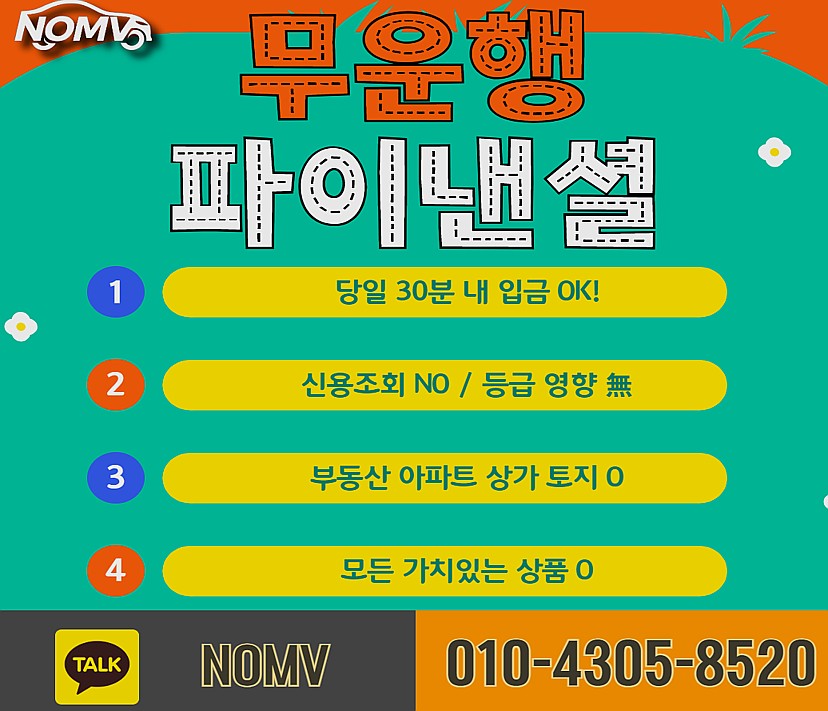 NOMV
무운행
파이낸셜
1 당일 30분 내 입금 OK!
2 신용조회 NO / 등급 영향 無
3 부동산 아파트 상가 토지 O
4 모든 가치있는 상품 O
TALK NOMV 010-4305-8520